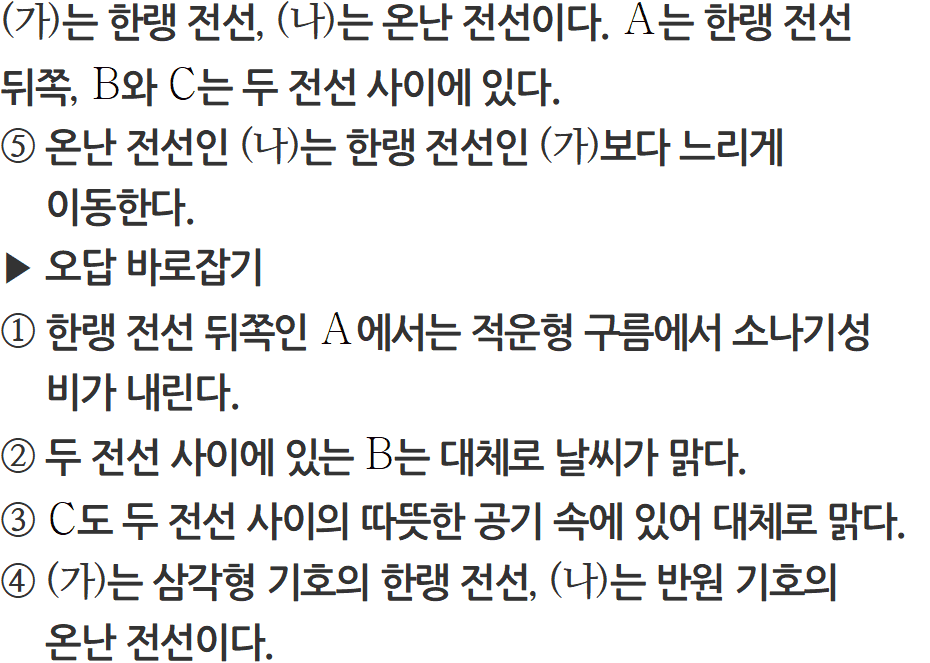 (가)는 한랭 전선, (나)는 온난 전선이다. A는 한랭 전선
뒤쪽, B와 C는 두 전선 사이에 있다.
⑤ 온난 전선인 (나)는 한랭 전선인 (가)보다 느리게
이동한다.
▶ 오답 바로잡기
① 한랭 전선 뒤쪽인 A에서는 적운형 구름에서 소나기성
비가 내린다.
② 두 전선 사이에 있는 B는 대체로 날씨가 맑다.
③ C도 두 전선 사이의 따뜻한 공기 속에 있어 대체로 맑다.
④ (가)는 삼각형 기호의 한랭 전선, (나)는 반원 기호의
온난 전선이다.